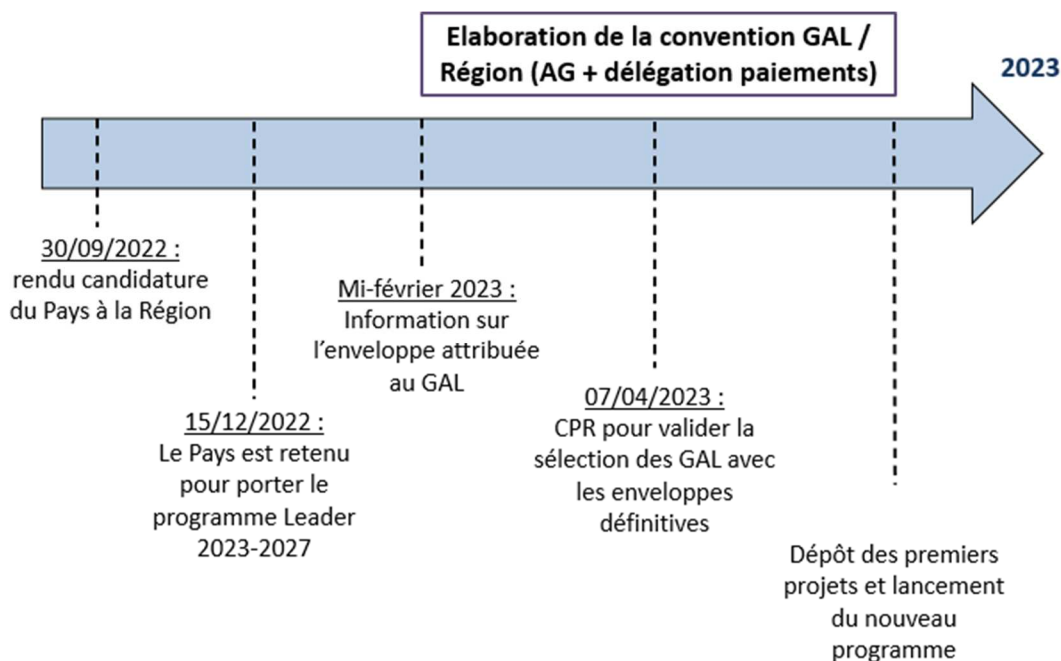 Elaboration de la convention GAL /
Région (AG + délégation paiements)
2023
30/09/2022 :
rendu candidature
du Pays à la Région
15/12/2022 :
Le Pays est retenu
pour porter le
programme Leader
2023-2027
Mi-février 2023 :
Information sur
l’enveloppe attribuée
au GAL
07/04/2023 :
CPR pour valider la
sélection des GAL avec
les enveloppes
définitives
Dépôt des premiers
projets et lancement
du nouveau
programme